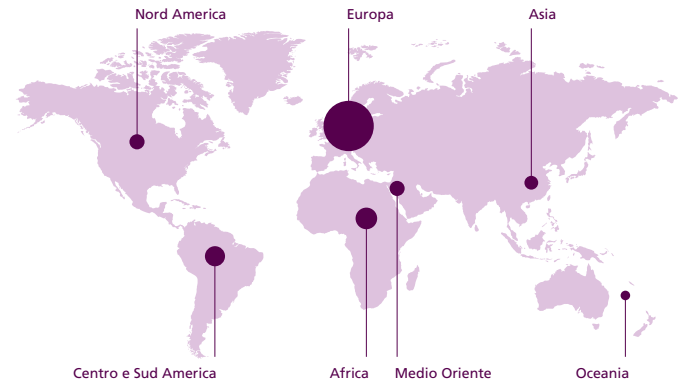 Nord America
Europa
Asia
Centro e Sud America
Africa
Medio Oriente
Oceania